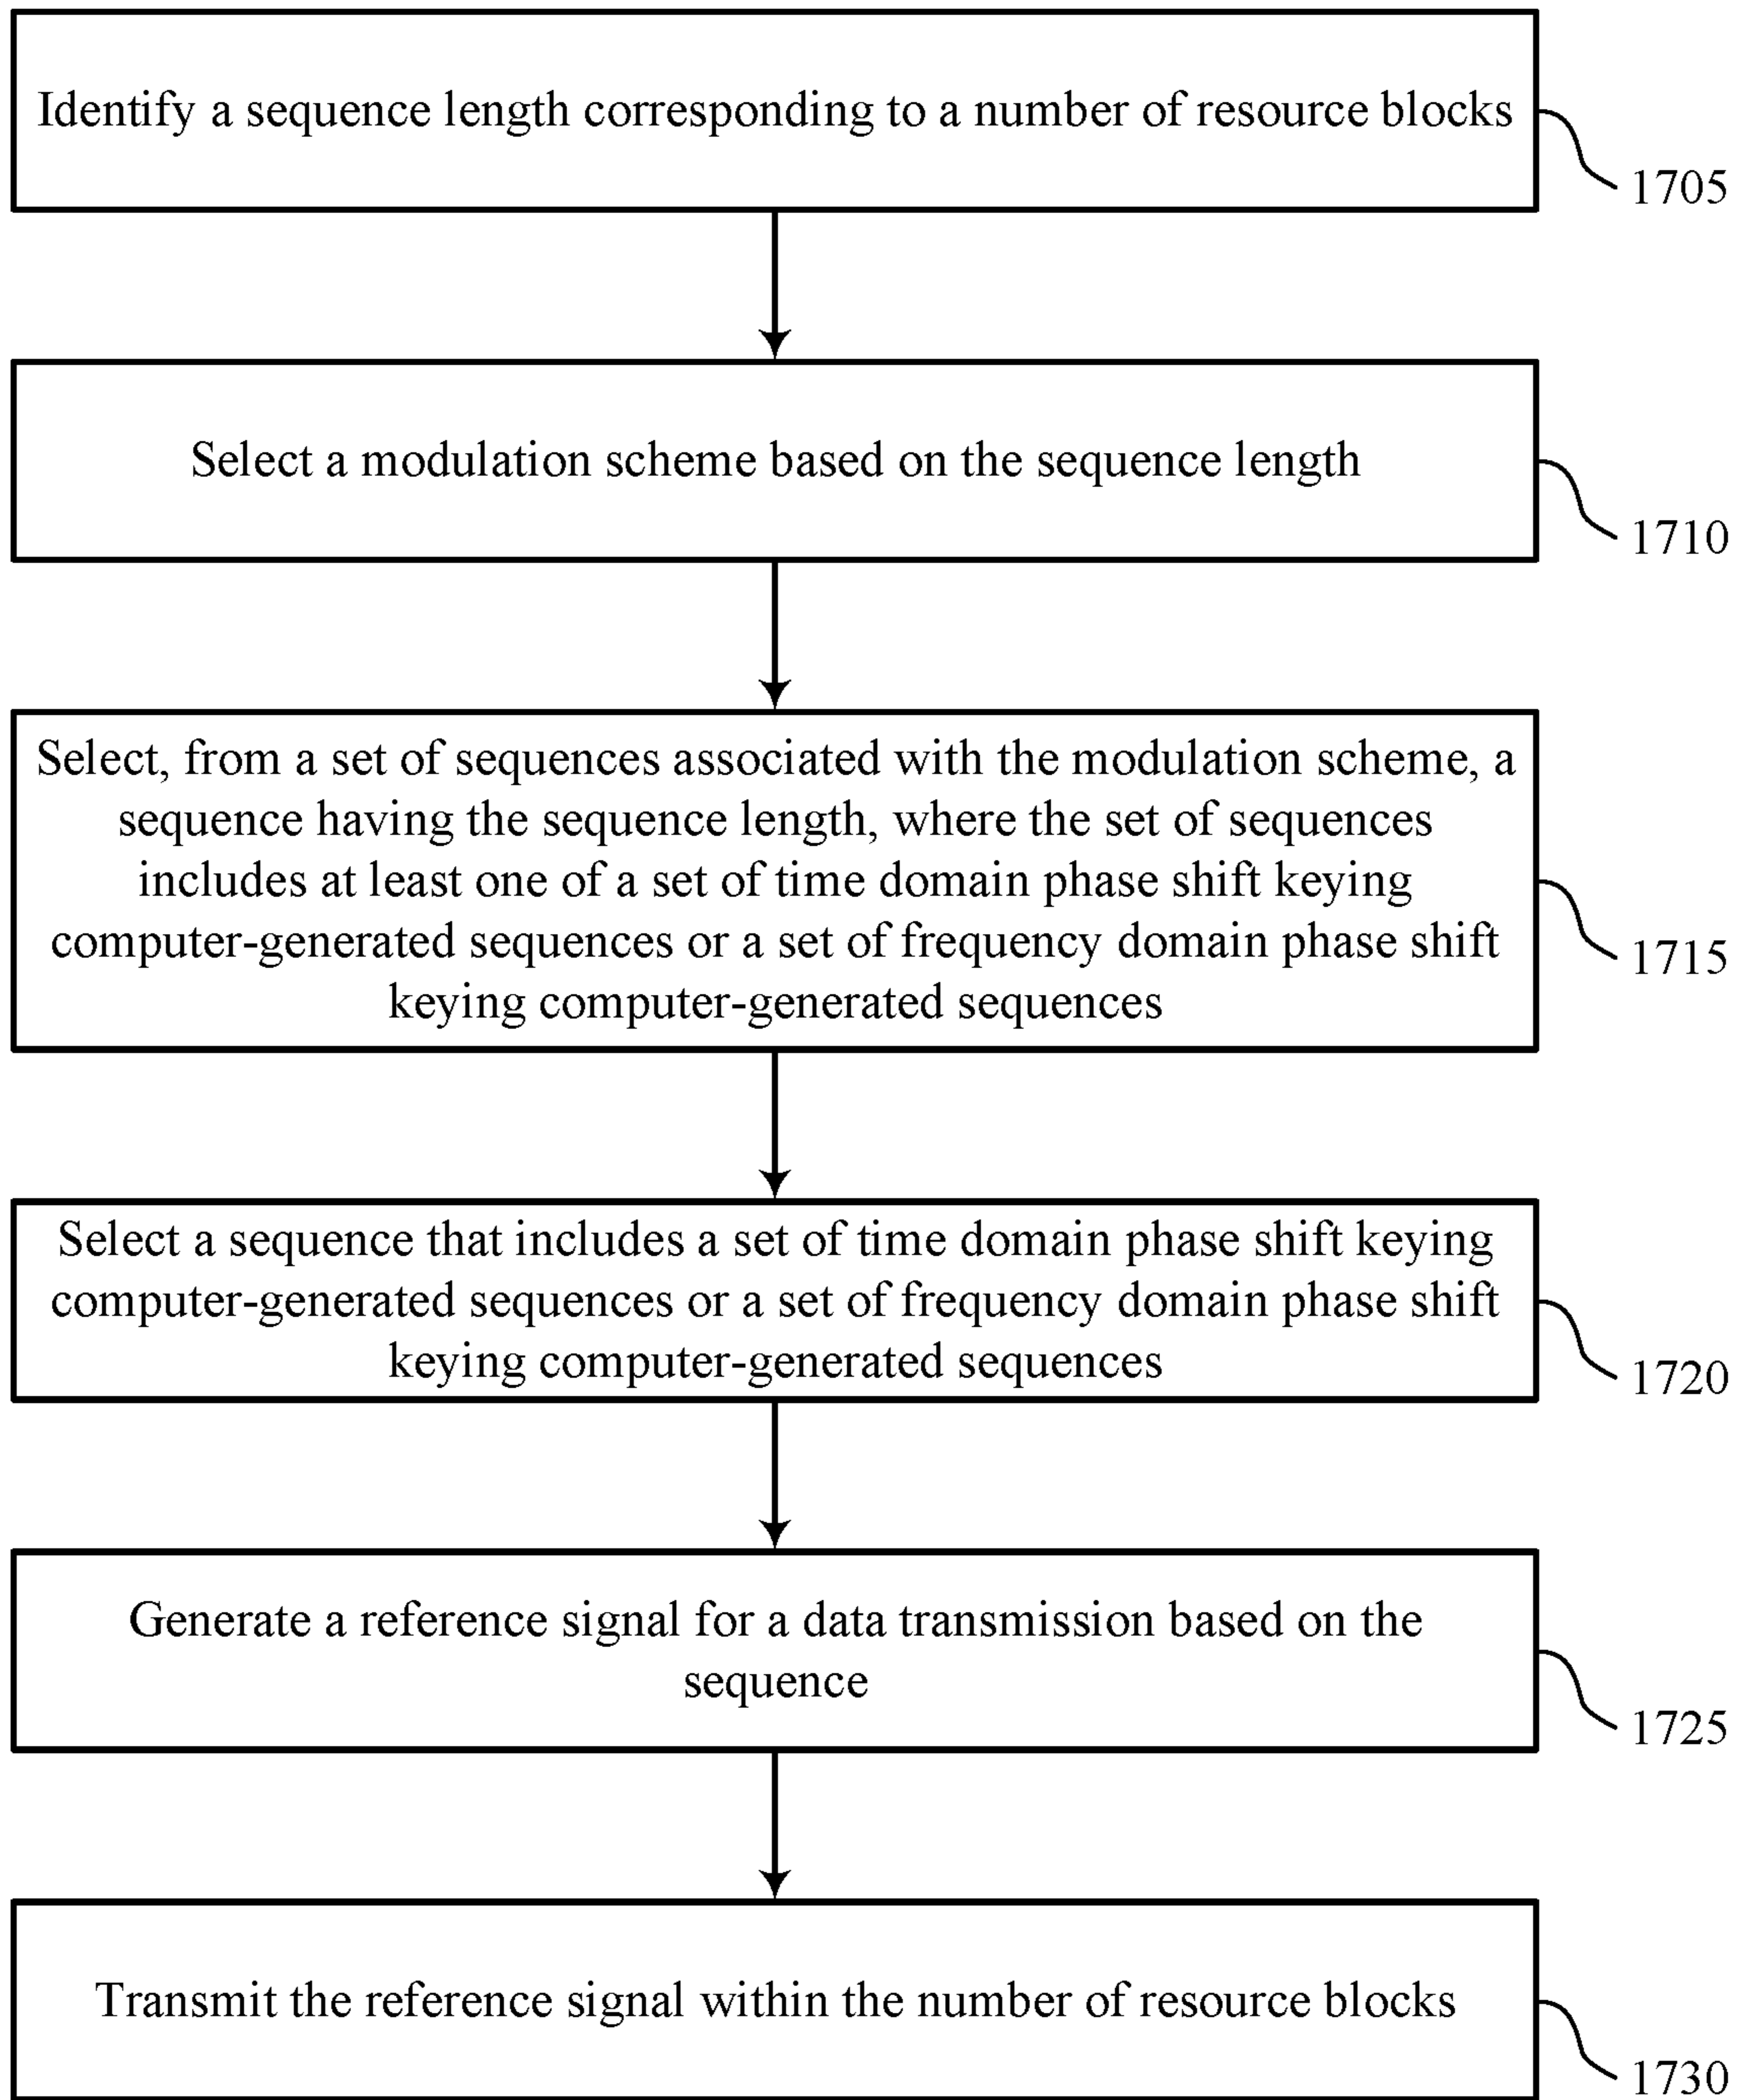 Identify a sequence length corresponding to a number of resource blocks
1705
Select a modulation scheme based on the sequence length
1710
Select, from a set of sequences associated with the modulation scheme, a
sequence having the sequence length, where the set of sequences
includes at least one of a set of time domain phase shift keying
computer-generated sequences or a set of frequency domain phase shift
keying computer-generated sequences
1715
Select a sequence that includes a set of time domain phase shift keying
computer-generated sequences or a set of frequency domain phase shift
keying computer-generated sequences
1720
Generate a reference signal for a data transmission based on the
sequence
1725
Transmit the reference signal within the number of resource blocks
1730